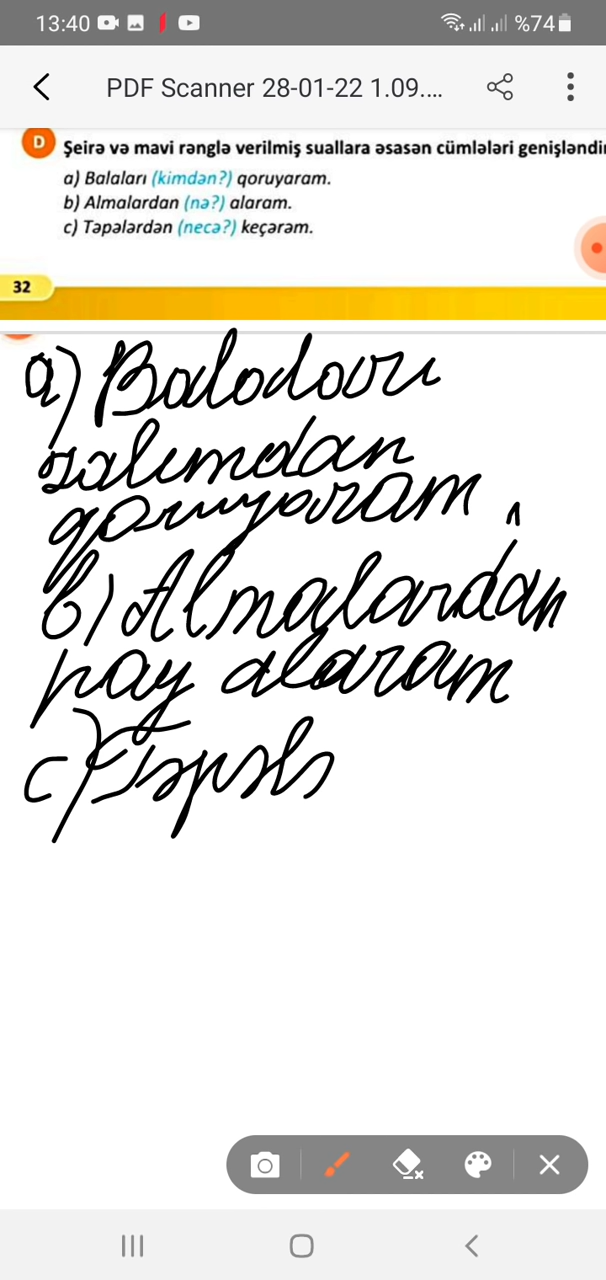 13:40
%74
PDF Scanner 28-01-22 1.09....
D Şeirə və mavi rənglə verilmiş suallara əsasən cümlələri genişləndir
a) Balaları (kimdən?) qoruyaram.
b) Almalardan (nə?) alaram.
c) Təpələrdən (necə?) keçərəm.
32
a) Balaları
zalımdan
qoruyaram
b) Almalardan
pay alaram
c) Təpələ